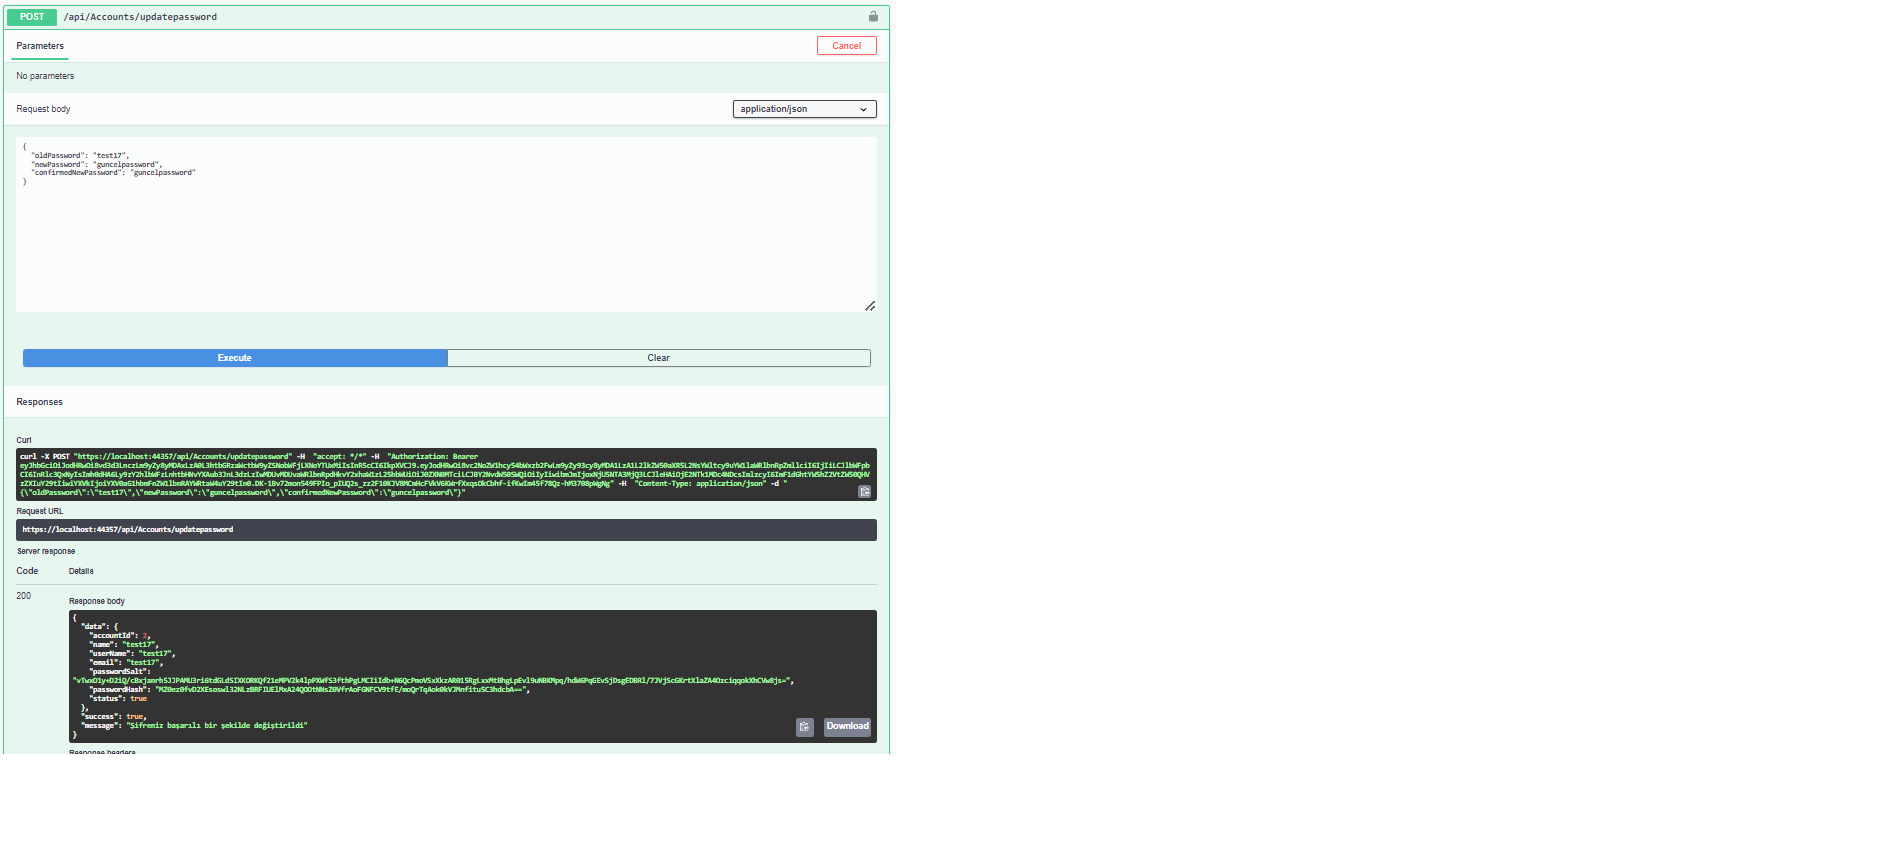 POST /api/Accounts/updatepassword
Parameters
Cancel
No parameters
Request body
application/json
{
"oldPassword": "test17",
"newPassword": "guncelpassword",
"confirmedNewPassword": "guncelpassword"
}
Execute
Clear
Responses
Curl
curl -X POST "https://localhost:44357/api/Accounts/updatepassword" -H "accept: */*" -H "Authorization: Bearer
-H "Content-Type: application/json" -d "
{\"oldPassword\":\"test17\",\"newPassword\":\"guncelpassword\",\"confirmedNewPassword\":\"guncelpassword\"}"
Request URL
https://localhost:44357/api/Accounts/updatepassword
Server response
Code Details
200
Response body
{
"data": {
"accountId": 2,
"name": "test17",
"userName": "test17",
"email": "test17",
"passwordSalt":
"passwordHash":
"status": true
},
"success": true,
"message": "Şifreniz başarılı bir şekilde değiştirildi"
}
Download
Response headers